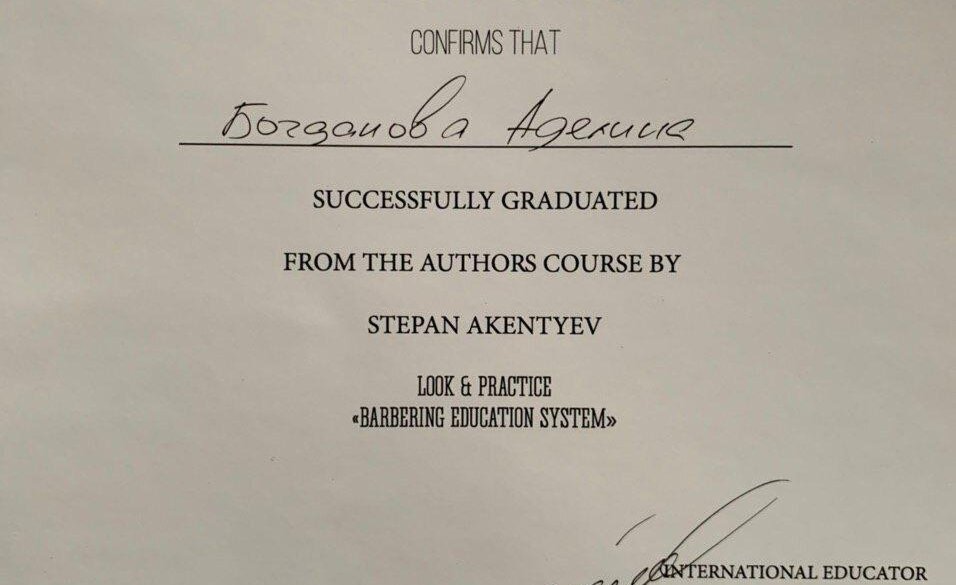 CONFIRMS THAT
Богданова Аделина
SUCCESSFULLY GRADUATED
FROM THE AUTHORS COURSE BY
STEPAN AKENTYEV
LOOK & PRACTICE
«BARBERING EDUCATION SYSTEM»
INTERNATIONAL EDUCATOR